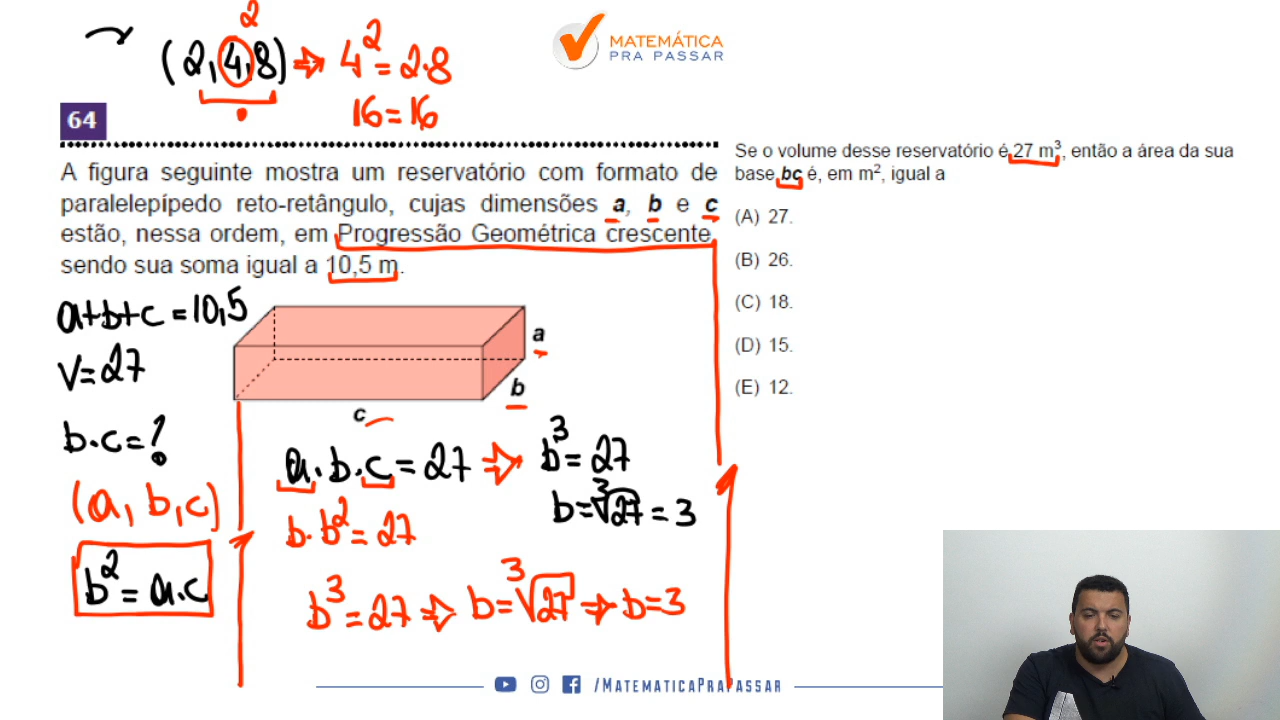 (2, 4, 8) ⇒ 4² = 2·8
2
16 = 16
MATEMÁTICA
PRA PASSAR
64
A figura seguinte mostra um reservatório com formato de
paralelepípedo reto-retângulo, cujas dimensões a, b e c
estão, nessa ordem, em Progressão Geométrica crescente,
sendo sua soma igual a 10,5 m.
a+b+c = 10,5
V = 27
b·c = ?
(a, b, c)
b² = a.c
a
b
c
a·b·c = 27 ⇒ b³ = 27
b = ∛27 = 3
b·b² = 27
b³ = 27 ⇒ b = ∛27 ⇒ b = 3
Se o volume desse reservatório é 27 m³, então a área da sua
base bc é, em m², igual a
(A) 27.
(B) 26.
(C) 18.
(D) 15.
(E) 12.
/MATEMATICAPRAPASSAR